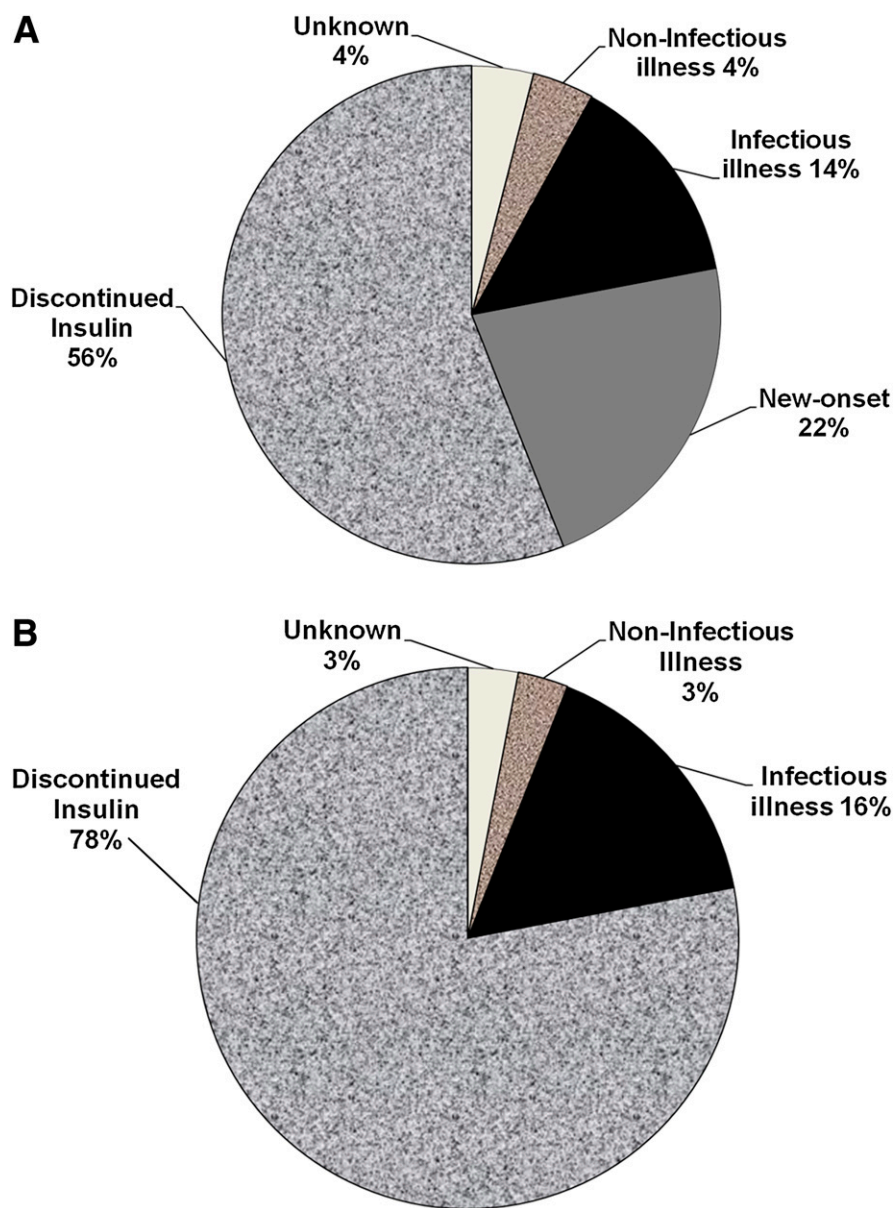 A
Unknown
4%
Non-Infectious
illness 4%
Infectious
illness 14%
Discontinued
Insulin
56%
New-onset
22%
B
Unknown
3%
Non-Infectious
Illness
3%
Discontinued
Insulin
78%
Infectious
illness 16%